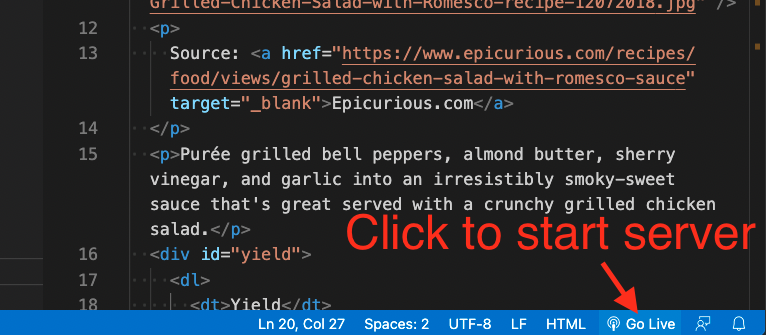 Grilled-Chicken-Salad-with-Romesco-recipe-12072018.jpg" />
12 <p>
13 Source: <a href="https://www.epicurious.com/recipes/
food/views/grilled-chicken-salad-with-romesco-sauce"
target="_blank">Epicurious.com</a>
14 </p>
15 <p>Purée grilled bell peppers, almond butter, sherry
vinegar, and garlic into an irresistibly smoky-sweet
sauce that's great served with a crunchy grilled chicken
salad.</p>
Click to start server
16 <div id="yield">
17 <dl>
18 <dt>Yield</dt>
Ln 20, Col 27 Spaces: 2 UTF-8 LF HTML Go Live